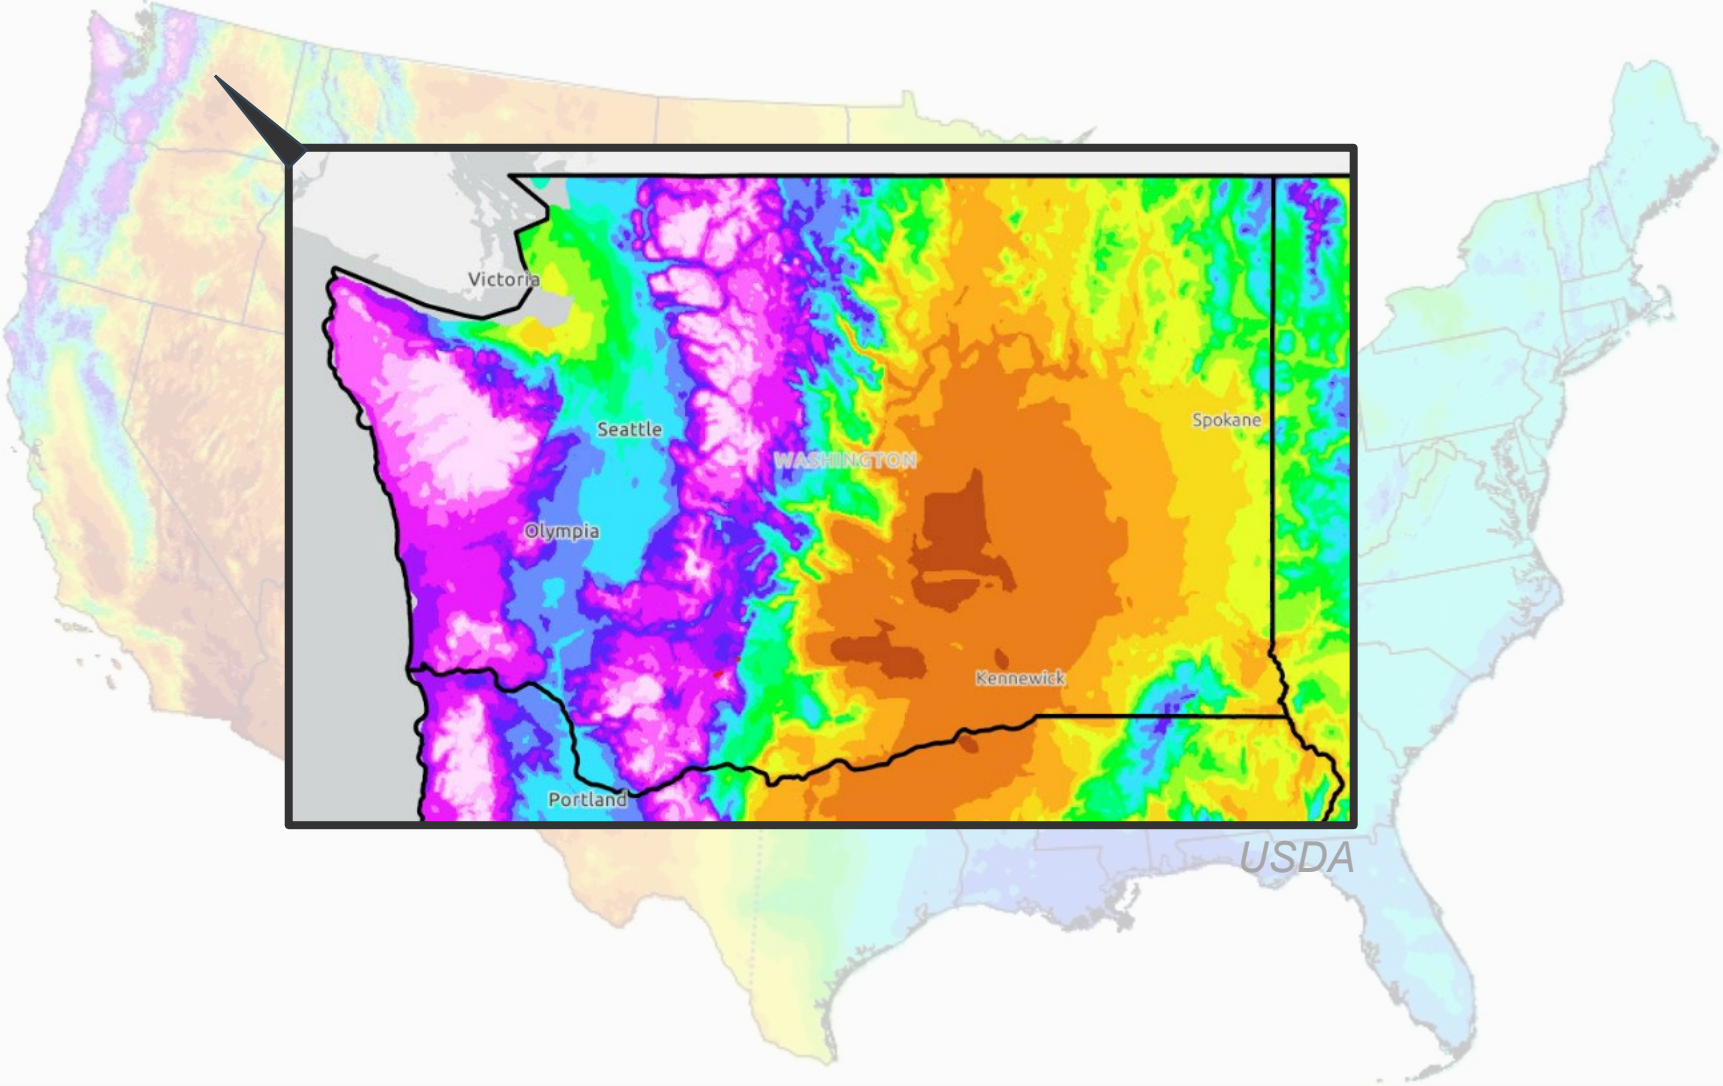 Victoria
Seattle
WASHINGTON
Spokane
Olympia
Kennewick
Portland
USDA